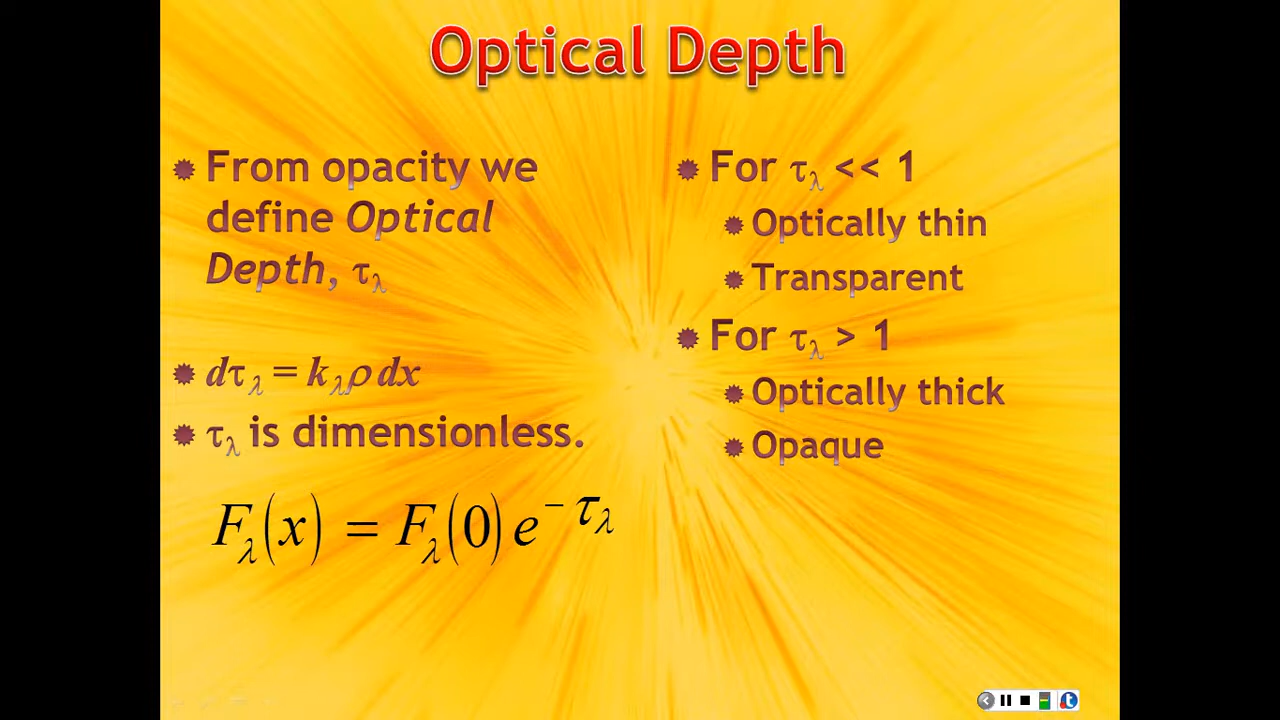 Optical Depth
From opacity we
define Optical
Depth, τλ
dτλ = kλρ dx
τλ is dimensionless.
Fλ(x) = Fλ(0) e^−τλ
For τλ << 1
Optically thin
Transparent
For τλ > 1
Optically thick
Opaque
t